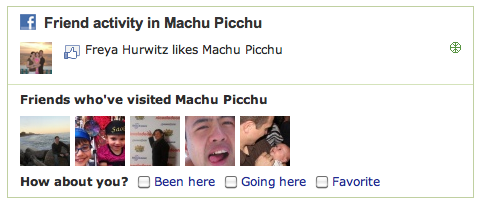 Friend activity in Machu Picchu
Freya Hurwitz likes Machu Picchu
Friends who've visited Machu Picchu
How about you? Been here Going here Favorite